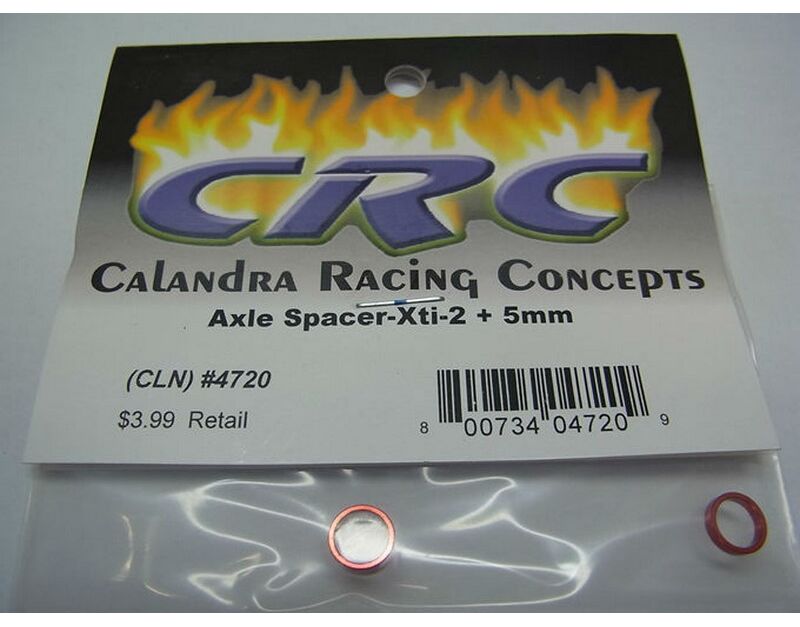 CRC
Calandra Racing Concepts
Axle Spacer-Xti-2 + 5mm
(CLN) #4720
$3.99 Retail
8 00734 04720 9